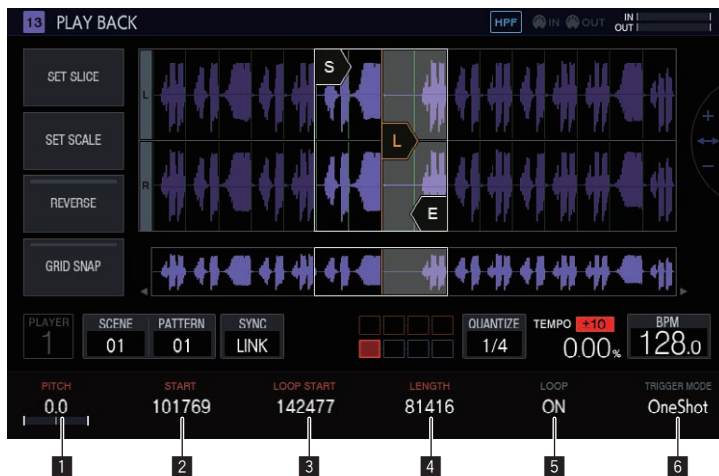 13 PLAY BACK HPF IN OUT IN
OUT
SET SLICE
SET SCALE
REVERSE
GRID SNAP
L
R
S
L
E
+
−
PLAYER
1
SCENE
01
PATTERN
01
SYNC
LINK
QUANTIZE
1/4
TEMPO ±10
0.00%
BPM
128.0
PITCH START LOOP START LENGTH LOOP TRIGGER MODE
0.0 101769 142477 81416 ON OneShot
1 2 3 4 5 6